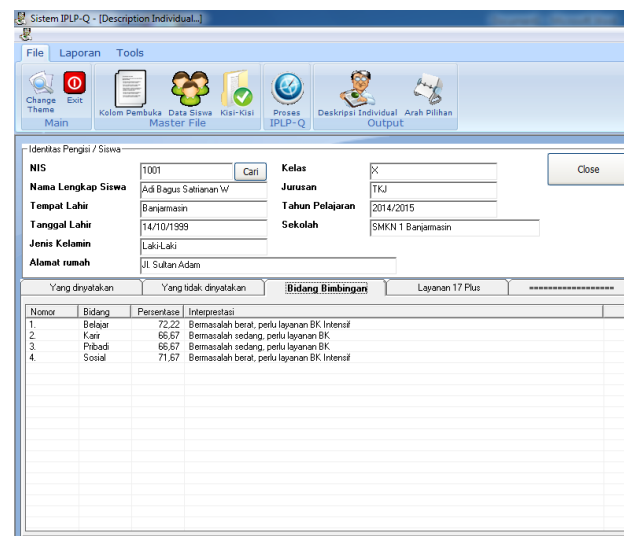 Sistem IPLP-Q - [Description Individual...]
File Laporan Tools
Change Theme Exit Kolom Pembuka Data Siswa Kisi-Kisi Proses Deskripsi Individual Arah Pilihan
Main Master File IPLP-Q Output
Identitas Pengisi / Siswa
NIS 1001 Cari Kelas X Close
Nama Lengkap Siswa Adi Bagus Satrianan W Jurusan TKJ
Tempat Lahir Banjarmasin Tahun Pelajaran 2014/2015
Tanggal Lahir 14/10/1999 Sekolah SMKN 1 Banjarmasin
Jenis Kelamin Laki-Laki
Alamat rumah Jl. Sultan Adam
Yang dinyatakan Yang tidak dinyatakan Bidang Bimbingan Layanan 17 Plus ==================
Nomor Bidang Persentase Interprestasi
1. Belajar 72,22 Bermasalah berat, perlu layanan BK Intensif
2. Karir 66,67 Bermasalah sedang, perlu layanan BK
3. Pribadi 66,67 Bermasalah sedang, perlu layanan BK
4. Sosial 71,67 Bermasalah berat, perlu layanan BK Intensif